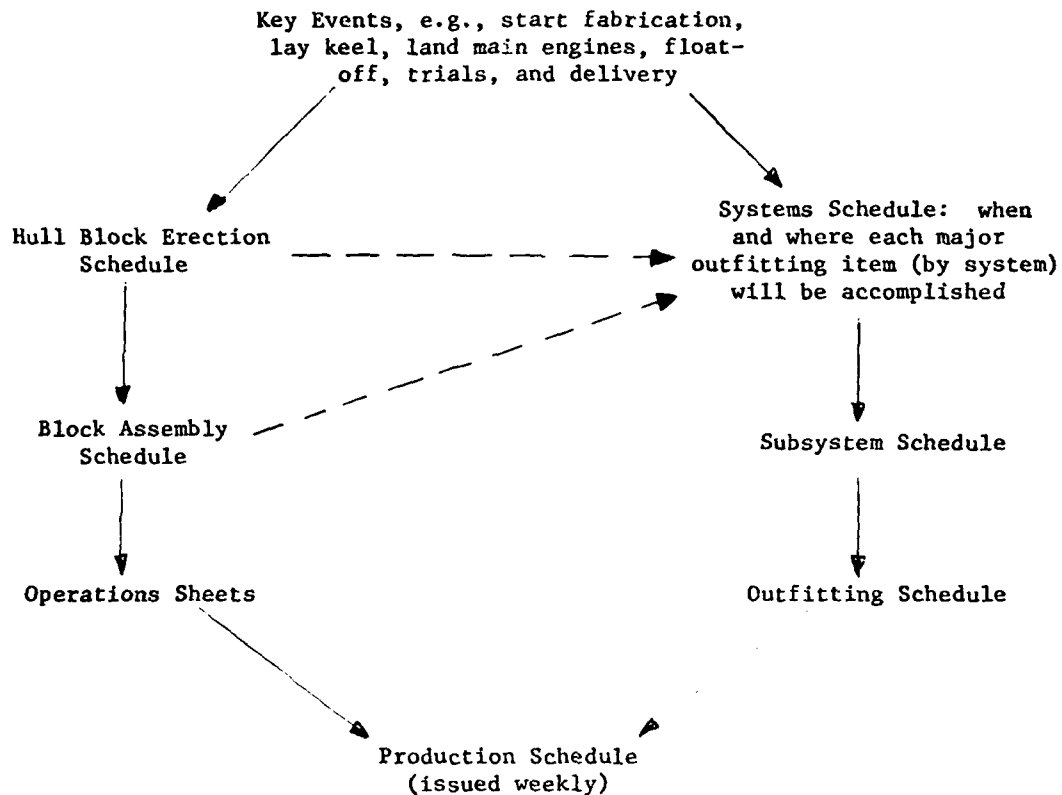 Key Events, e.g., start fabrication,
lay keel, land main engines, float-
off, trials, and delivery
Hull Block Erection
Schedule
Systems Schedule: when
and where each major
outfitting item (by system)
will be accomplished
Block Assembly
Schedule
Subsystem Schedule
Operations Sheets
Outfitting Schedule
Production Schedule
(issued weekly)